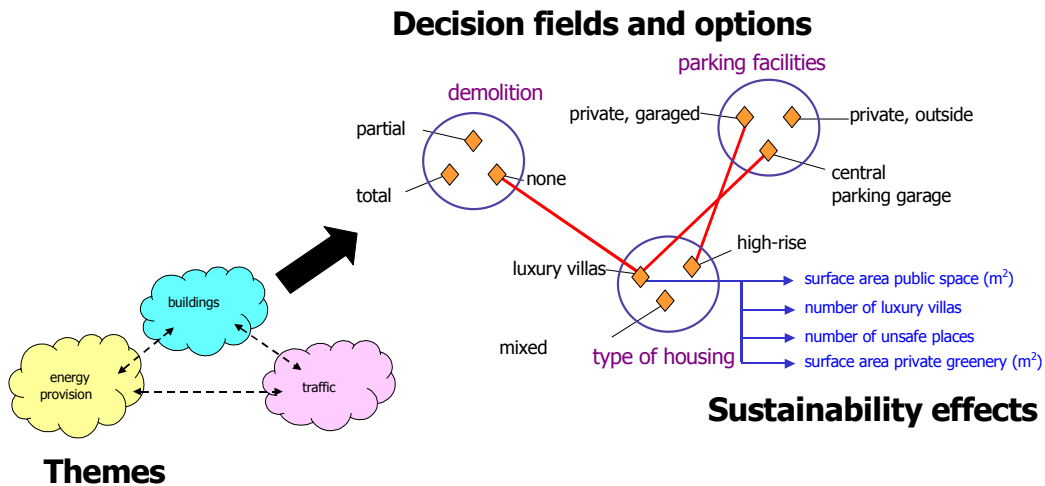 Decision fields and options
parking facilities
demolition
private, garaged
private, outside
partial
total
none
central
parking garage
high-rise
luxury villas
mixed
type of housing
surface area public space (m²)
number of luxury villas
number of unsafe places
surface area private greenery (m²)
Sustainability effects
buildings
energy
provision
traffic
Themes